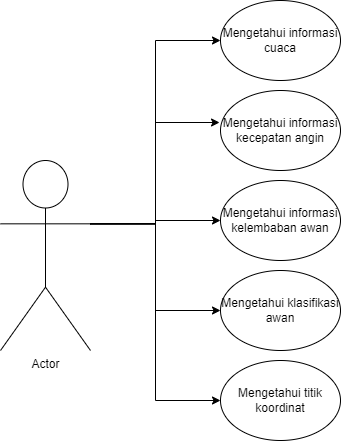 Mengetahui informasi
cuaca
Mengetahui informasi
kecepatan angin
Mengetahui informasi
kelembaban awan
Mengetahui klasifikasi
awan
Actor
Mengetahui titik
koordinat